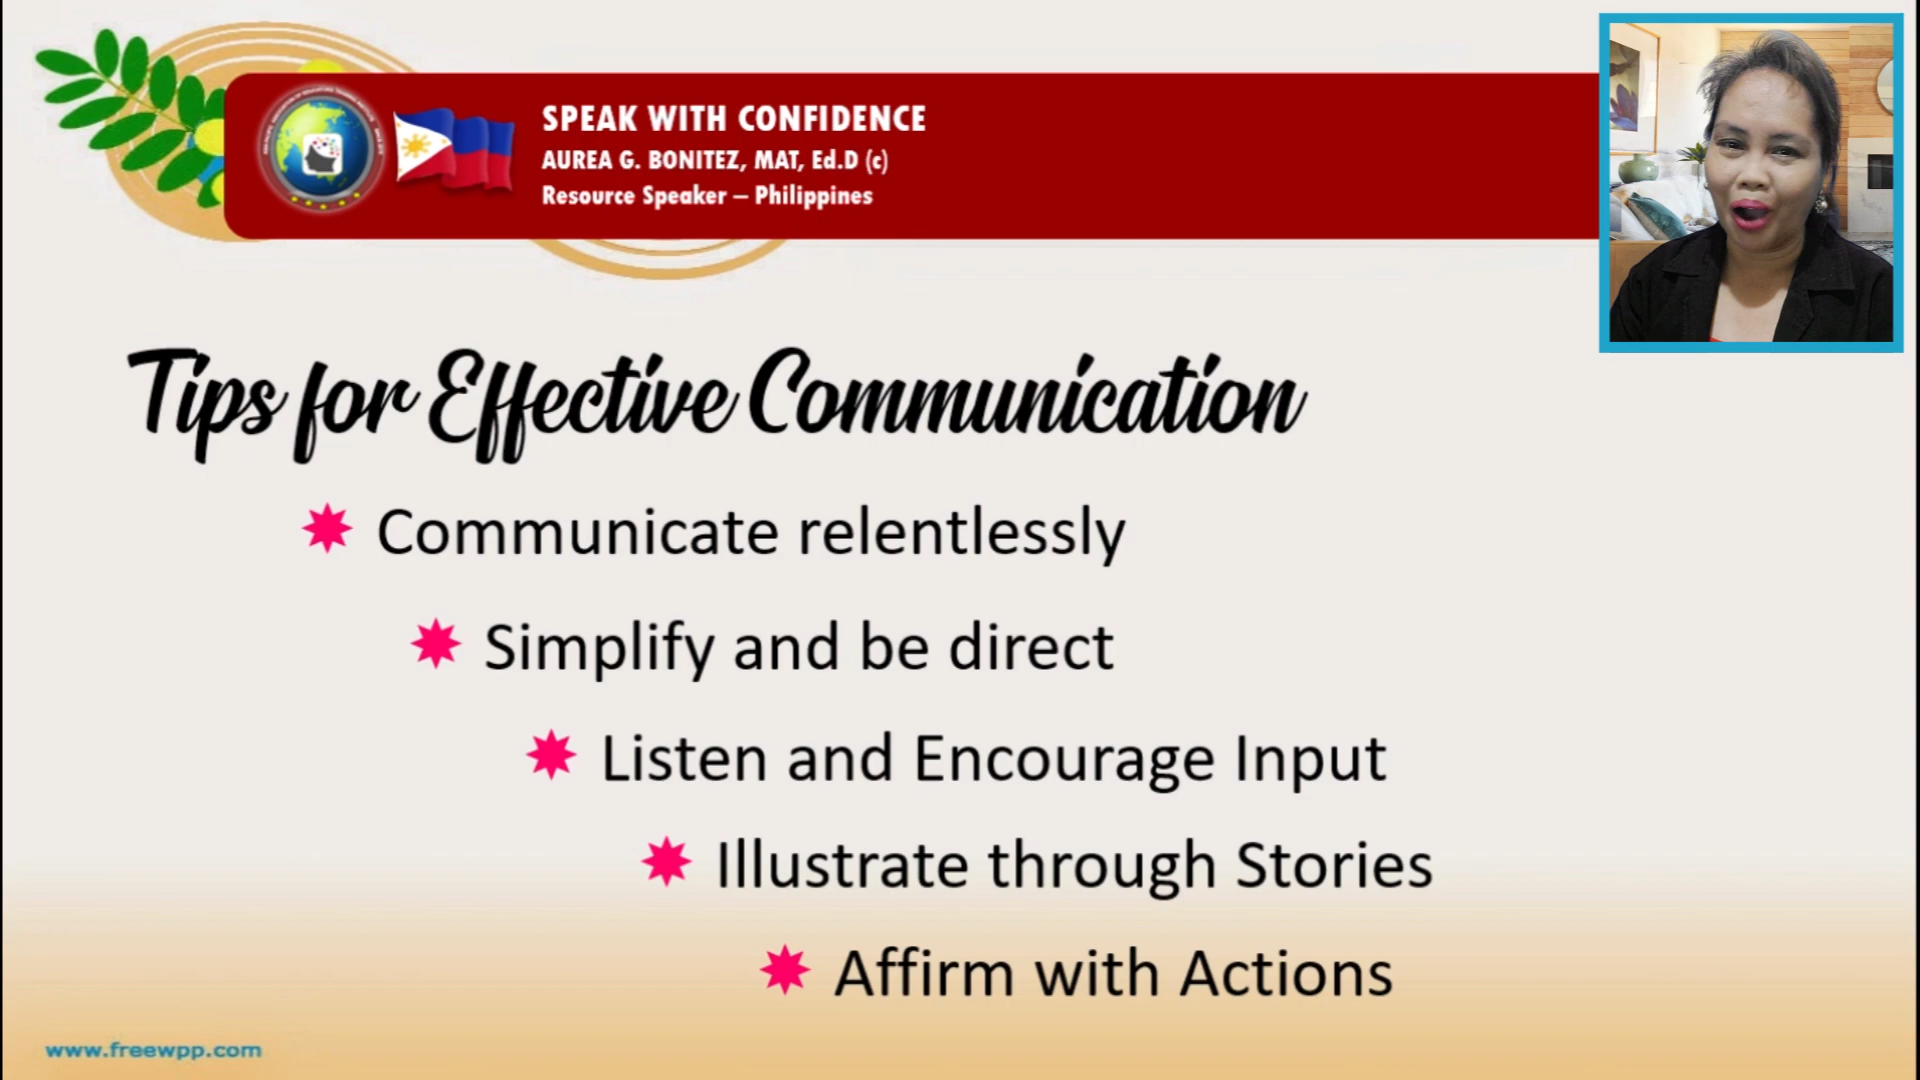 SPEAK WITH CONFIDENCE
AUREA G. BONITEZ, MAT, Ed.D (c)
Resource Speaker – Philippines
Tips for Effective Communication
Communicate relentlessly
Simplify and be direct
Listen and Encourage Input
Illustrate through Stories
Affirm with Actions
www.freewpp.com